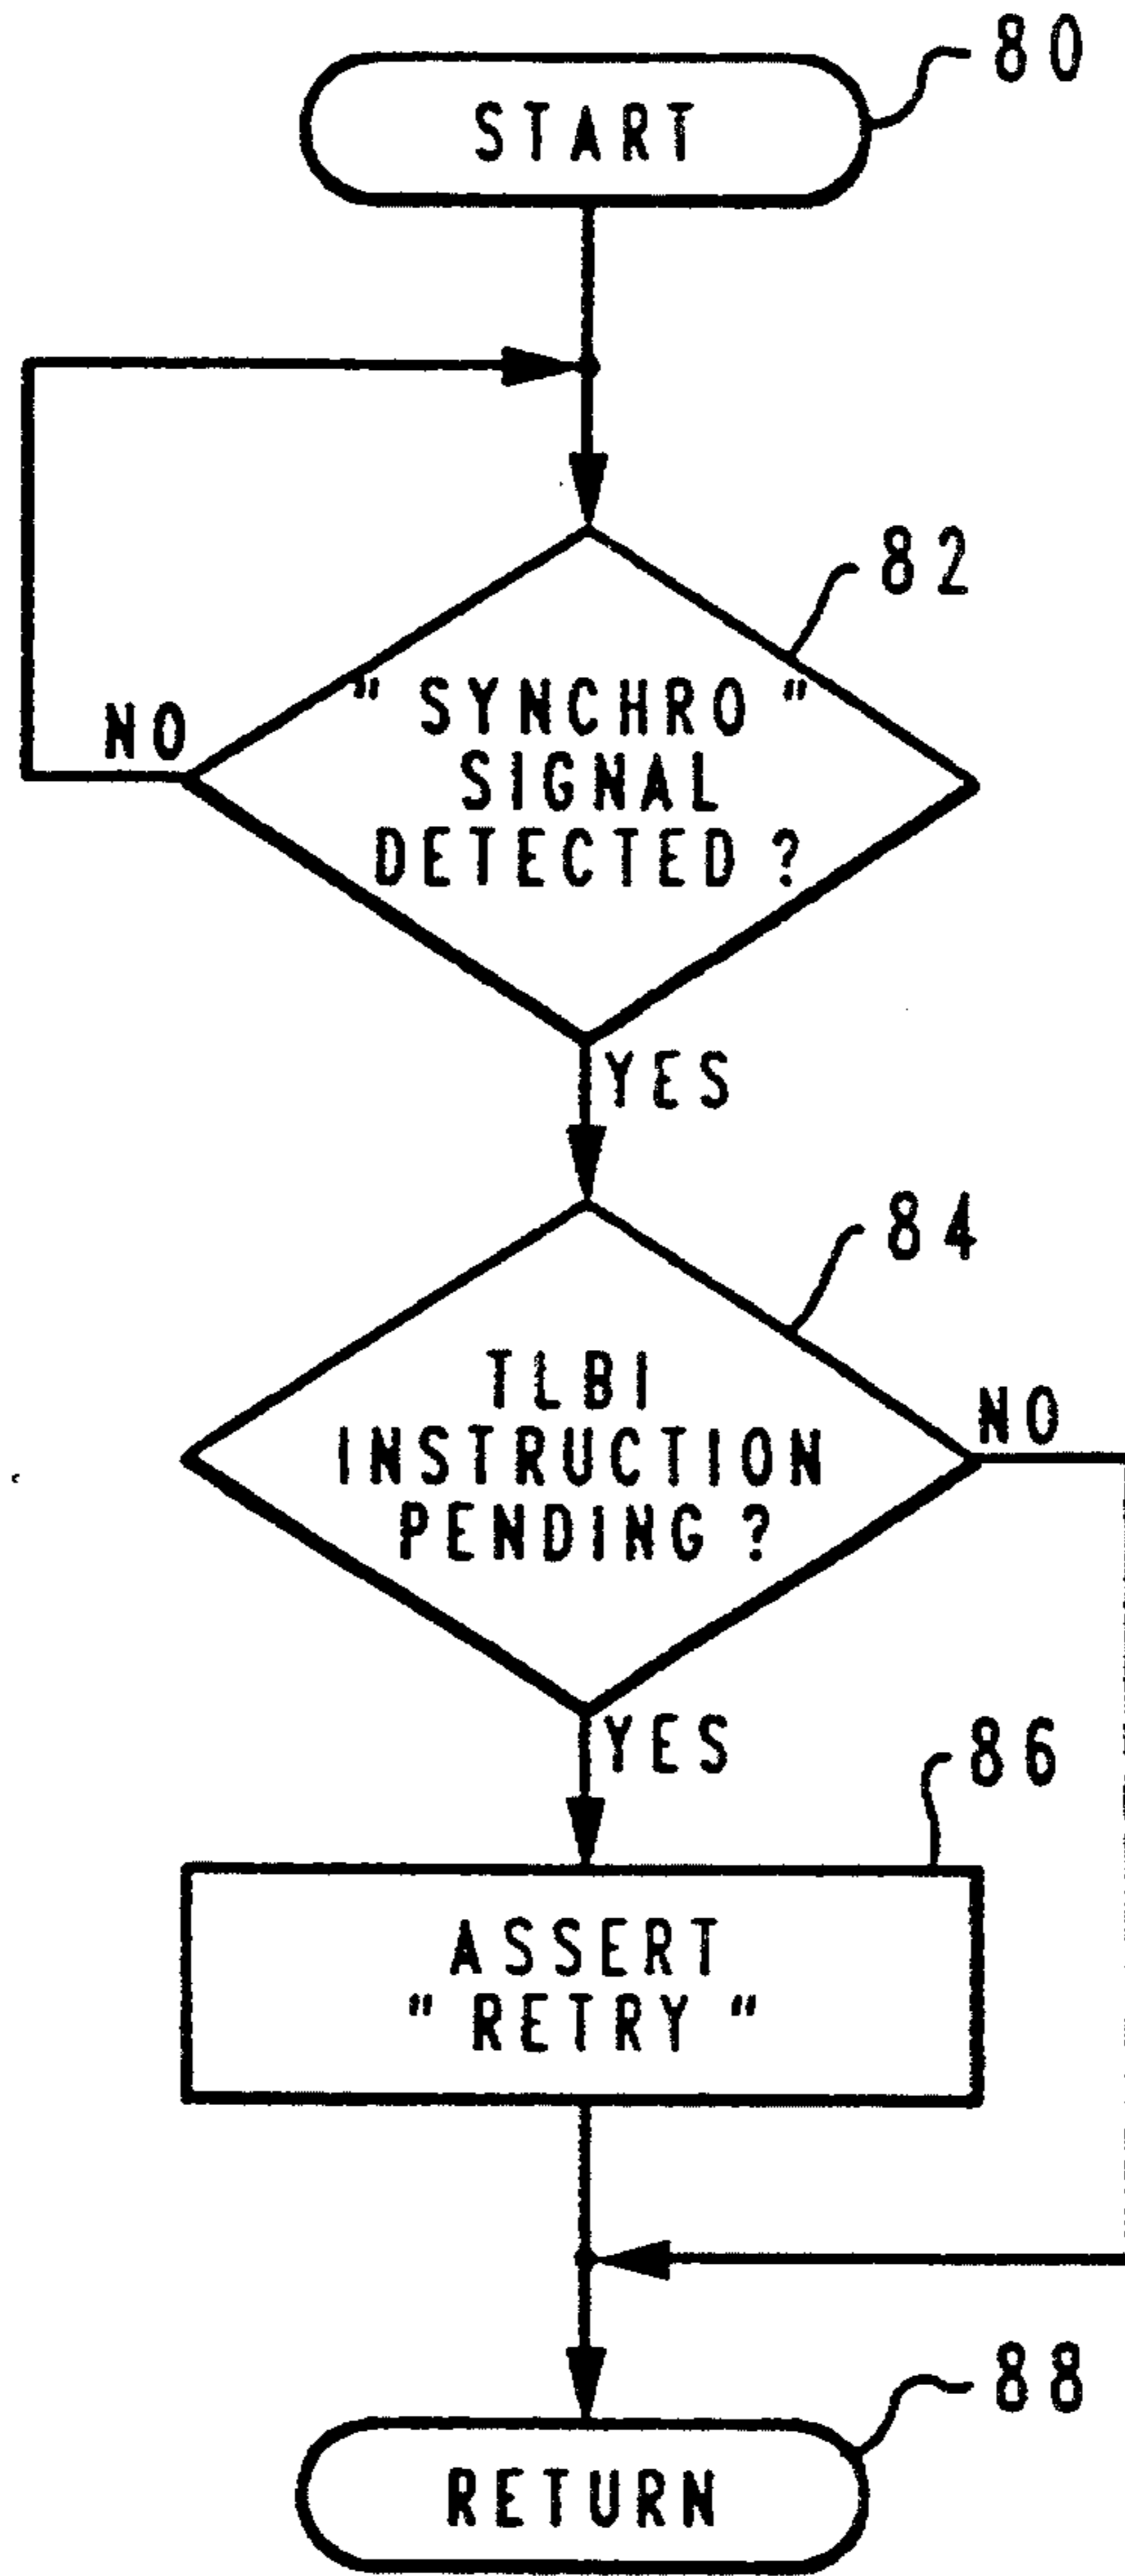 80
START
82
" SYNCHRO "
SIGNAL
DETECTED ?
NO
YES
84
TLBI
INSTRUCTION
PENDING ?
NO
YES
86
ASSERT
" RETRY "
88
RETURN